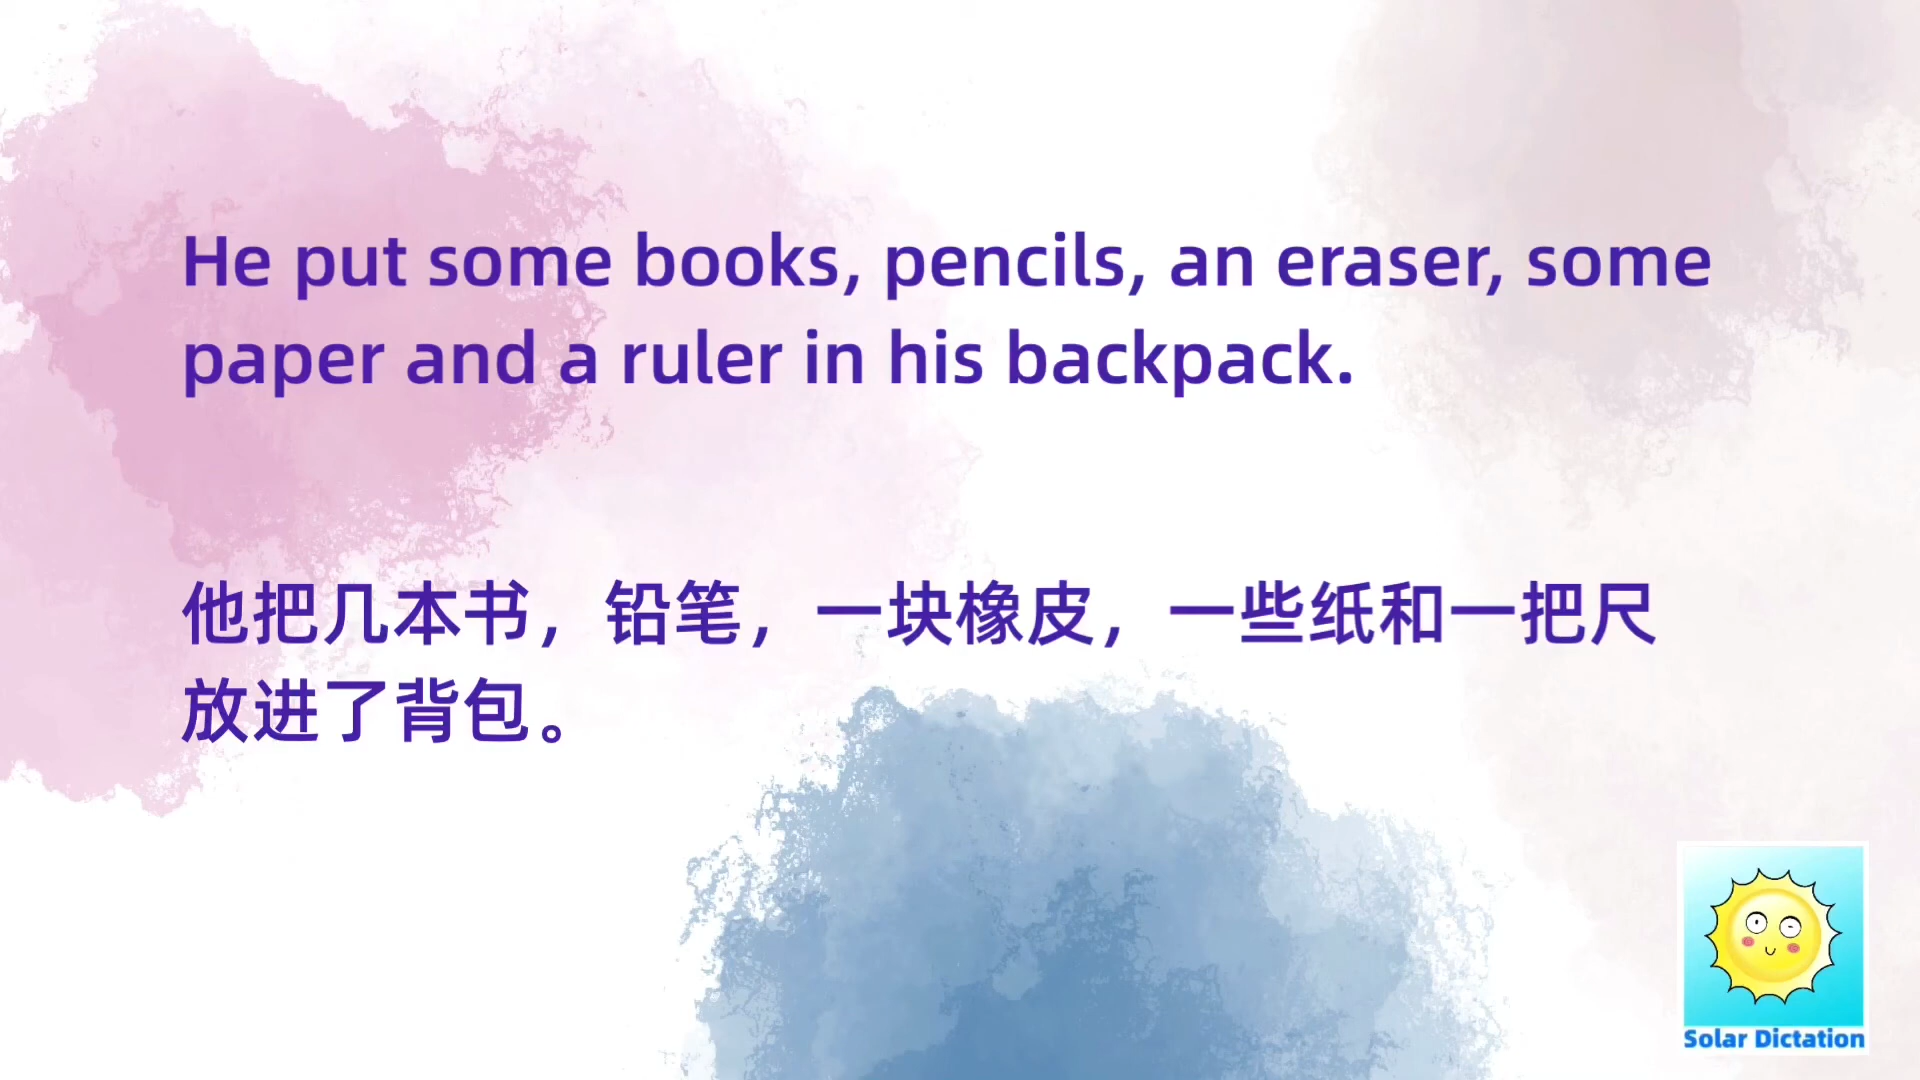 He put some books, pencils, an eraser, some
paper and a ruler in his backpack.
他把几本书，铅笔，一块橡皮，一些纸和一把尺
放进了背包。
Solar Dictation